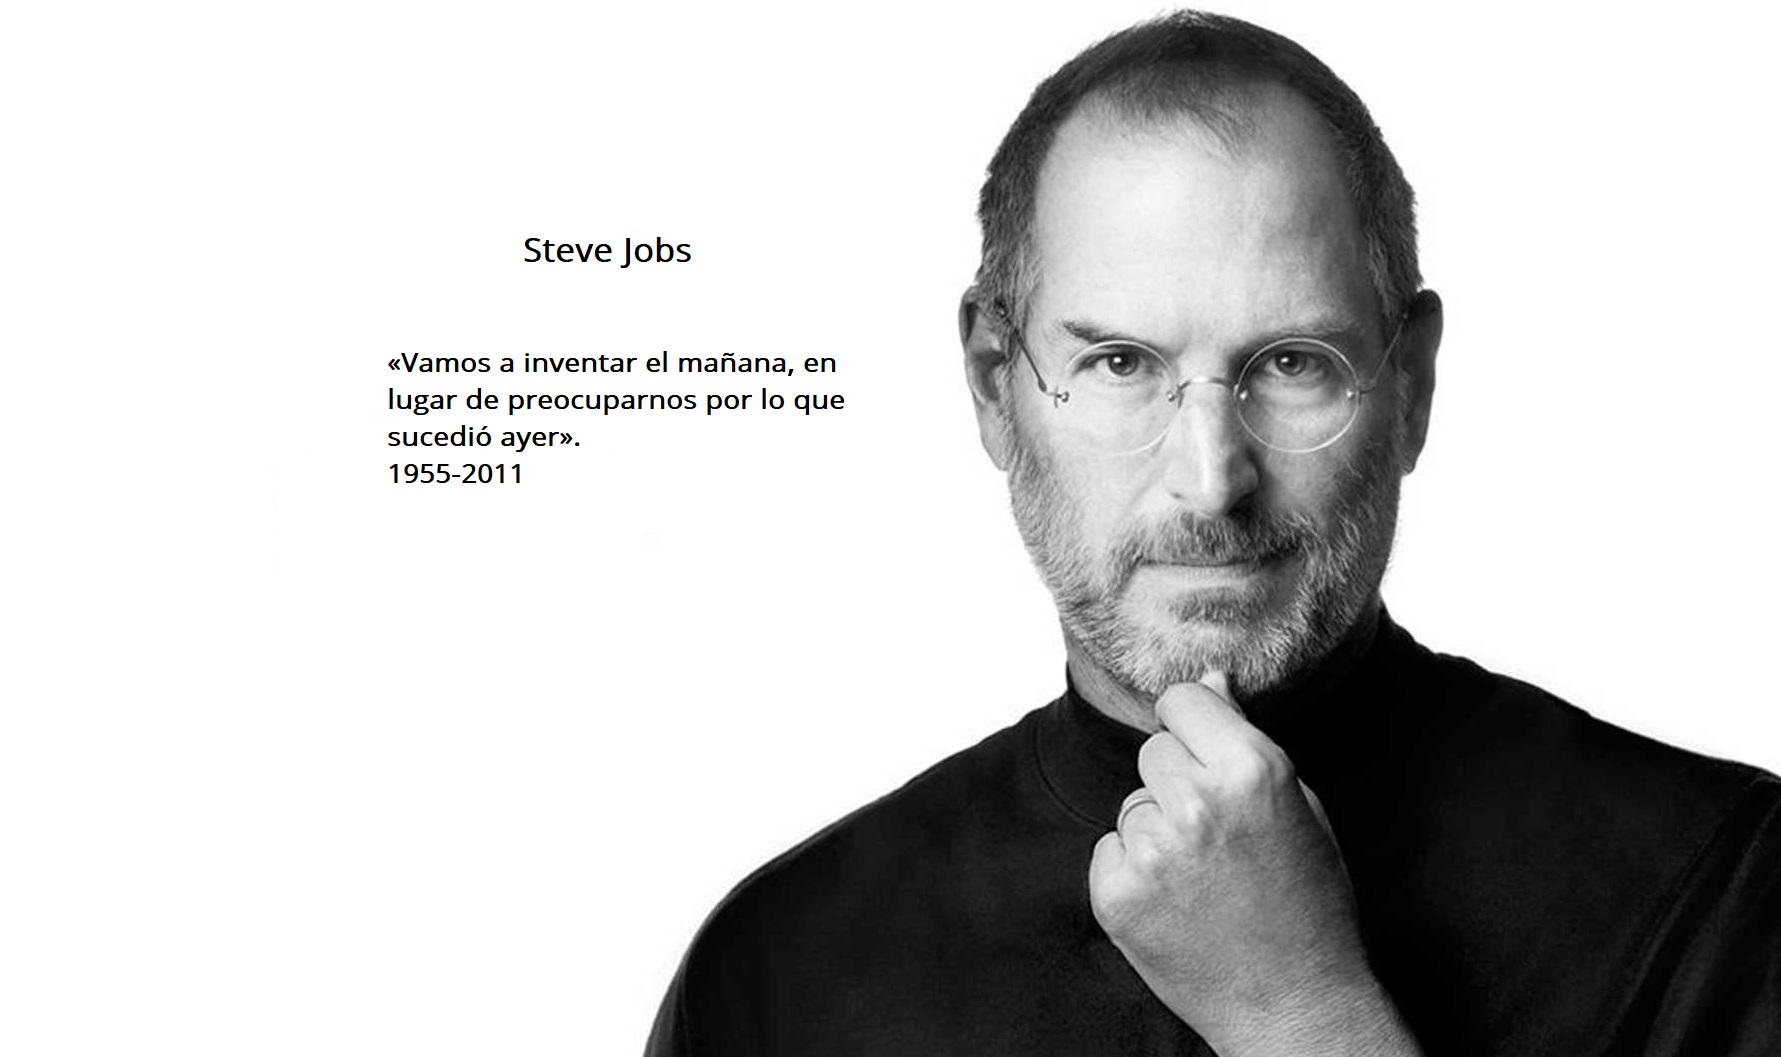 Steve Jobs
«Vamos a inventar el mañana, en
lugar de preocuparnos por lo que
sucedió ayer».
1955-2011